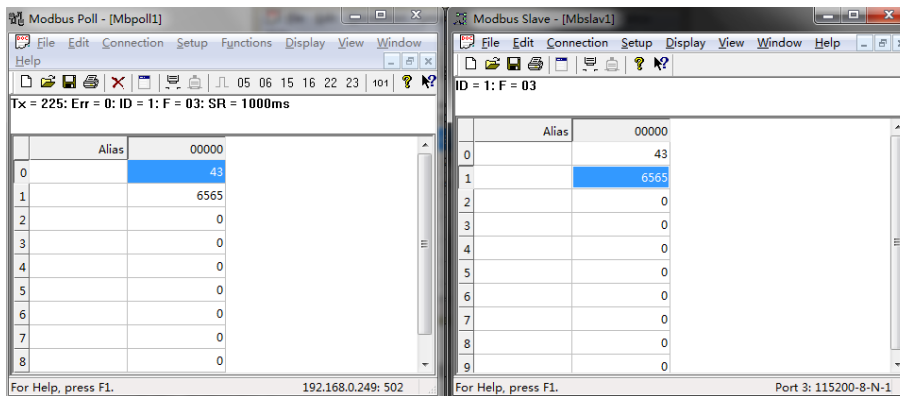 Modbus Poll - [Mbpoll1]
File Edit Connection Setup Functions Display View Window
Help
05 06 15 16 22 23 101
Tx = 225: Err = 0: ID = 1: F = 03: SR = 1000ms
Alias 00000
0 43
1 6565
2 0
3 0
4 0
5 0
6 0
7 0
8 0
For Help, press F1. 192.168.0.249: 502
Modbus Slave - [Mbslav1]
File Edit Connection Setup Display View Window Help
ID = 1: F = 03
Alias 00000
0 43
1 6565
2 0
3 0
4 0
5 0
6 0
7 0
8 0
9 0
For Help, press F1. Port 3: 115200-8-N-1